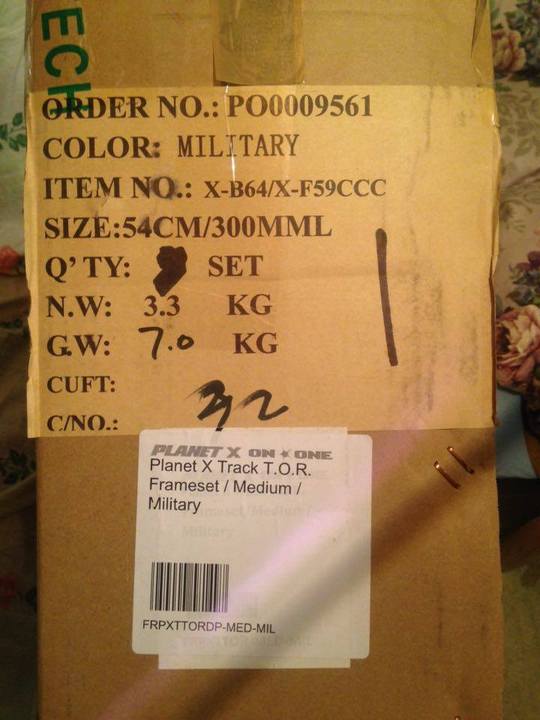 ECH
ORDER NO.: PO0009561
COLOR: MILITARY
ITEM NO.: X-B64/X-F59CCC
SIZE:54CM/300MML
Q'TY: SET
N.W: 3.3 KG
G.W: 7.0 KG
CUFT:
C/NO.: 32
PLANET X ON ONE
Planet X Track T.O.R.
Frameset / Medium /
Military
FRPXTTORDP-MED-MIL